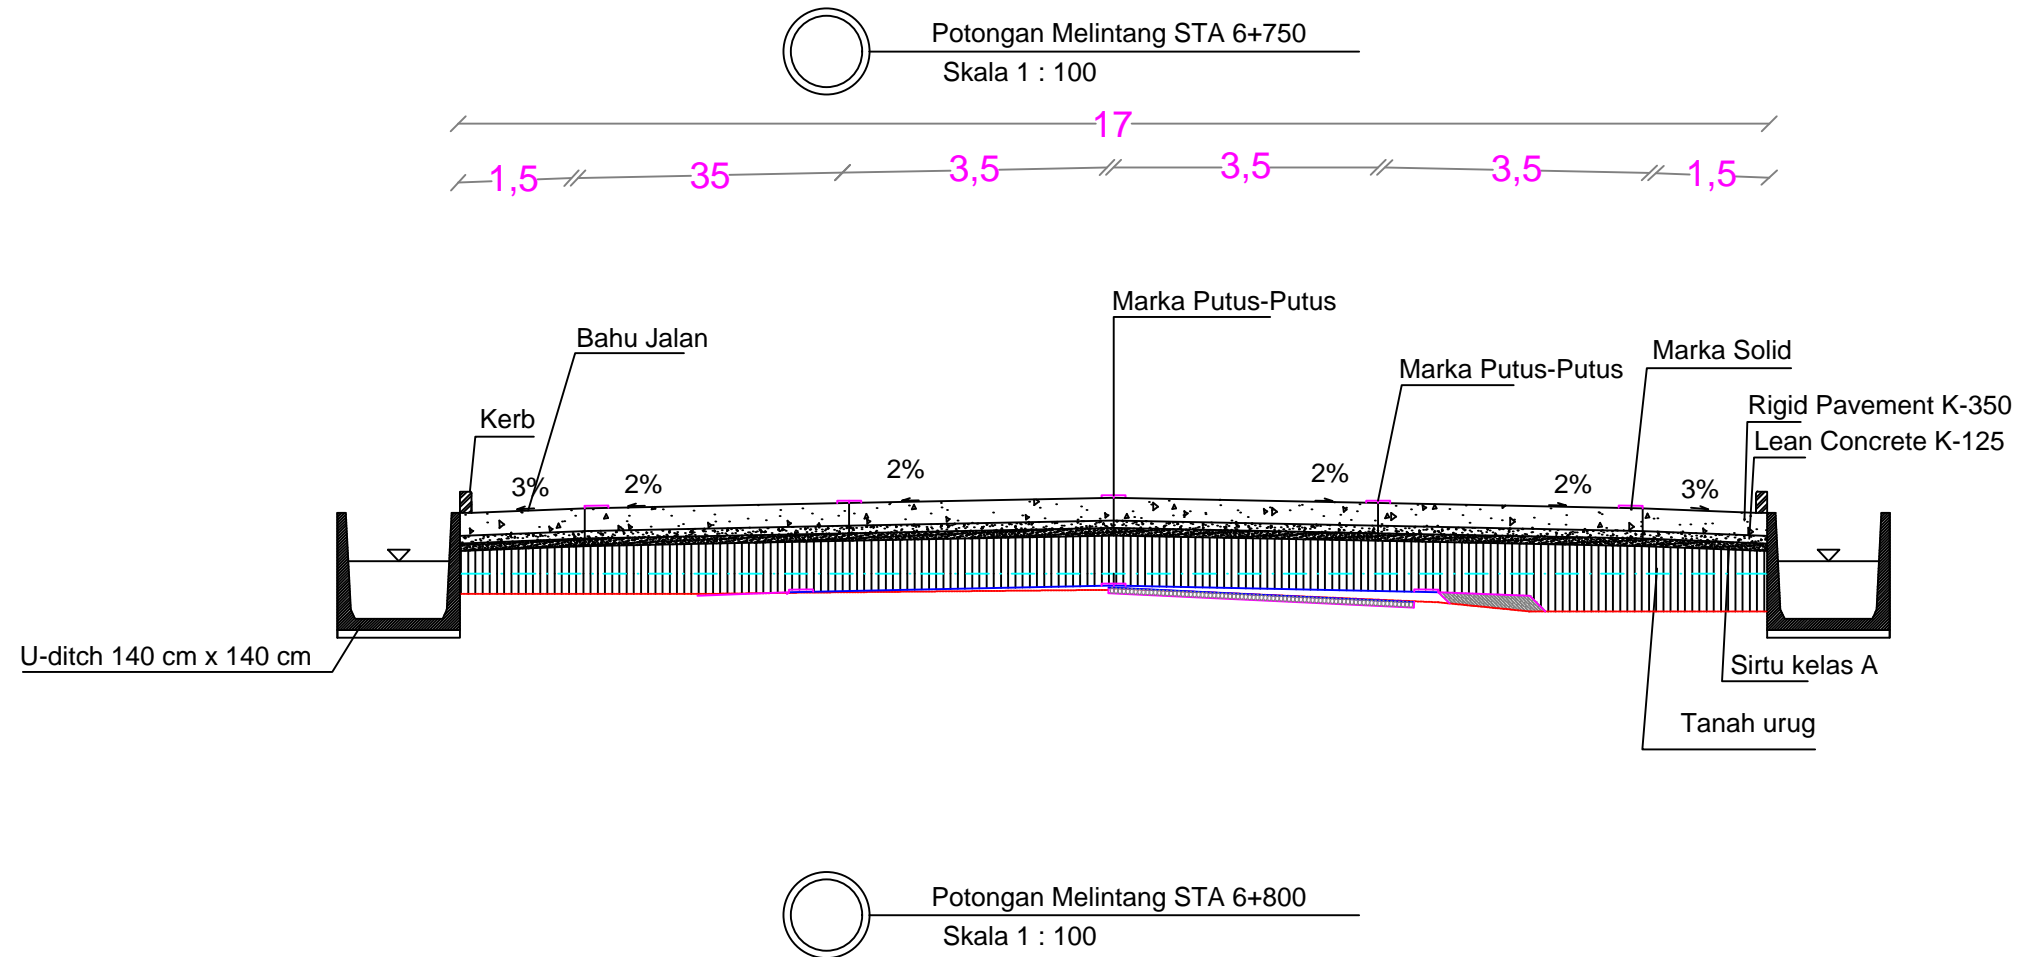 Potongan Melintang STA 6+750
Skala 1 : 100
17
1,5 35 3,5 3,5 3,5 1,5
Marka Putus-Putus
Bahu Jalan
Marka Solid
Marka Putus-Putus
Kerb
Rigid Pavement K-350
Lean Concrete K-125
3% 2% 2% 2% 2% 3%
U-ditch 140 cm x 140 cm
Sirtu kelas A
Tanah urug
Potongan Melintang STA 6+800
Skala 1 : 100